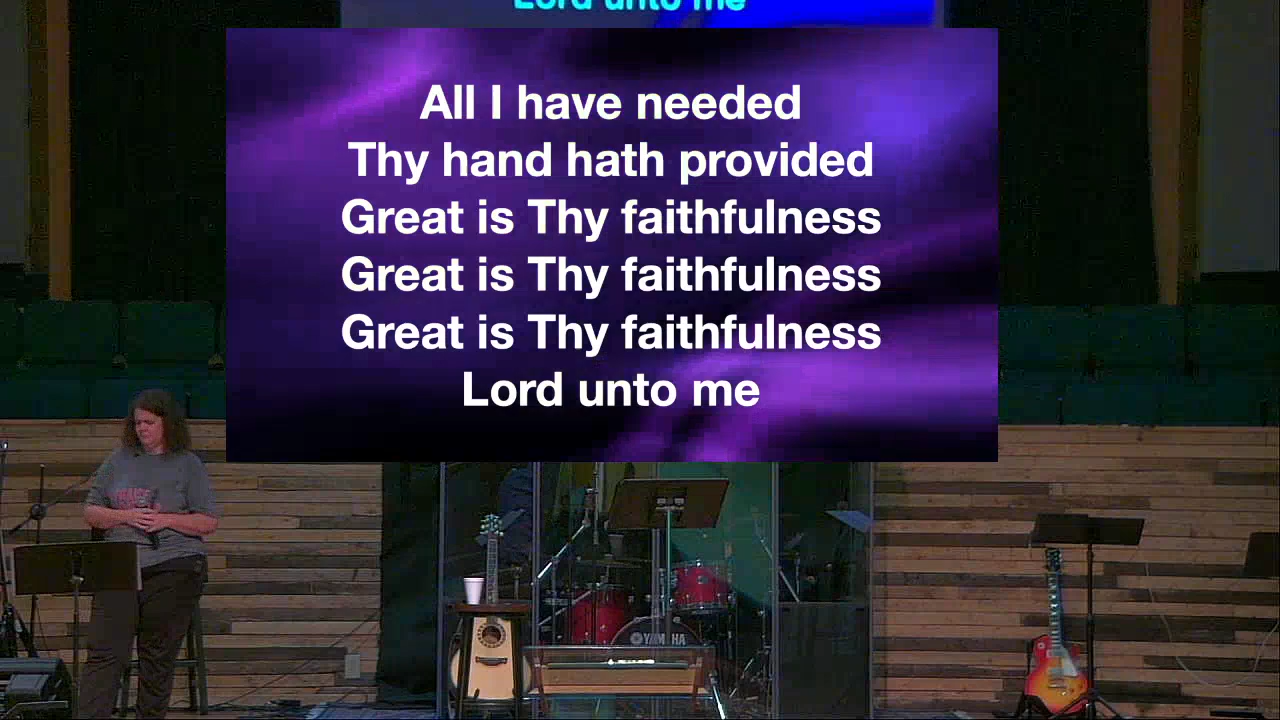 Lord unto me
All I have needed
Thy hand hath provided
Great is Thy faithfulness
Great is Thy faithfulness
Great is Thy faithfulness
Lord unto me
YAMAHA